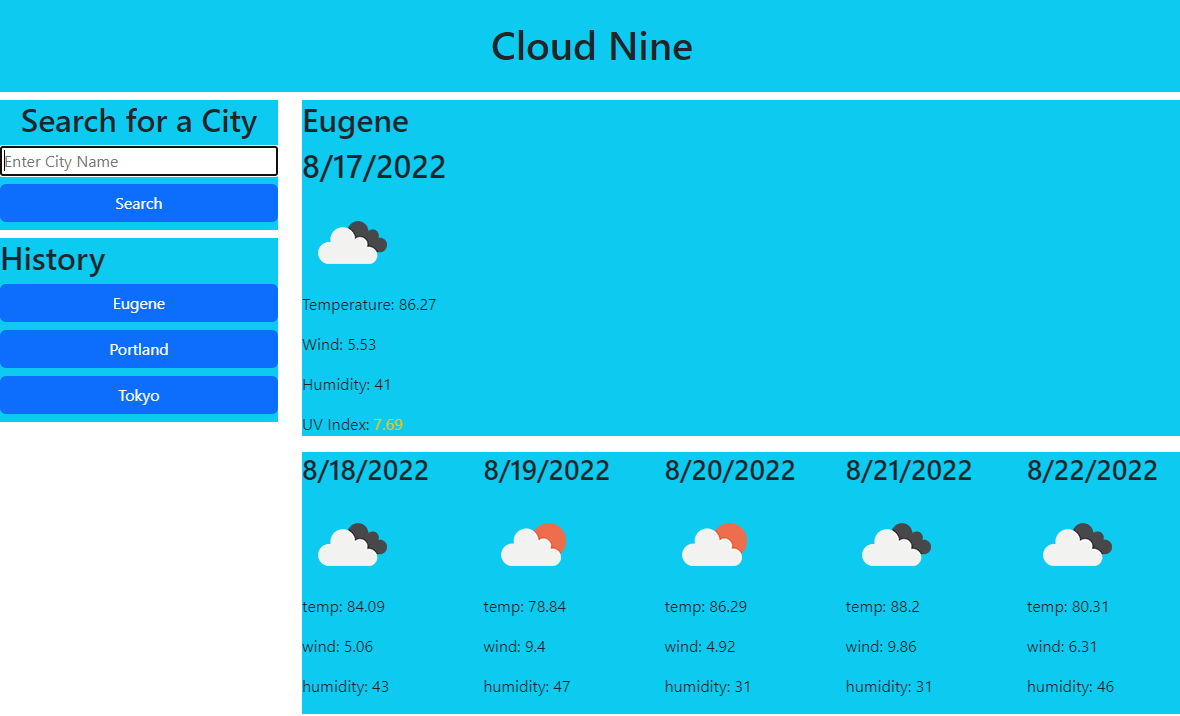 Cloud Nine
Search for a City
Enter City Name
Search
History
Eugene
Portland
Tokyo
Eugene
8/17/2022
Temperature: 86.27
Wind: 5.53
Humidity: 41
UV Index: 7.69
8/18/2022 8/19/2022 8/20/2022 8/21/2022 8/22/2022
temp: 84.09 temp: 78.84 temp: 86.29 temp: 88.2 temp: 80.31
wind: 5.06 wind: 9.4 wind: 4.92 wind: 9.86 wind: 6.31
humidity: 43 humidity: 47 humidity: 31 humidity: 31 humidity: 46